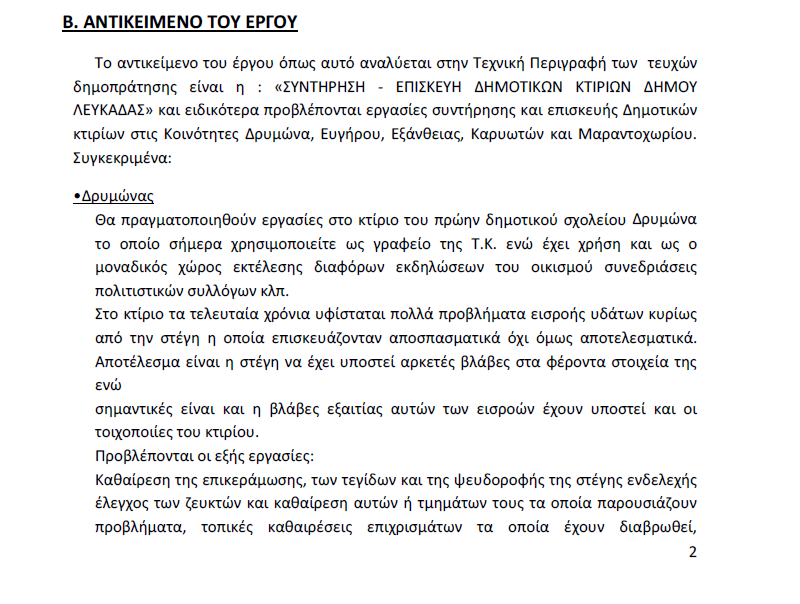 Β. ΑΝΤΙΚΕΙΜΕΝΟ ΤΟΥ ΕΡΓΟΥ
Το αντικείμενο του έργου όπως αυτό αναλύεται στην Τεχνική Περιγραφή των τευχών
δημοπράτησης είναι η : «ΣΥΝΤΗΡΗΣΗ - ΕΠΙΣΚΕΥΗ ΔΗΜΟΤΙΚΩΝ ΚΤΙΡΙΩΝ ΔΗΜΟΥ
ΛΕΥΚΑΔΑΣ» και ειδικότερα προβλέπονται εργασίες συντήρησης και επισκευής Δημοτικών
κτιρίων στις Κοινότητες Δρυμώνα, Ευγήρου, Εξάνθειας, Καρυωτών και Μαραντοχωρίου.
Συγκεκριμένα:
•Δρυμώνας
Θα πραγματοποιηθούν εργασίες στο κτίριο του πρώην δημοτικού σχολείου Δρυμώνα
το οποίο σήμερα χρησιμοποιείτε ως γραφείο της Τ.Κ. ενώ έχει χρήση και ως ο
μοναδικός χώρος εκτέλεσης διαφόρων εκδηλώσεων του οικισμού συνεδριάσεις
πολιτιστικών συλλόγων κλπ.
Στο κτίριο τα τελευταία χρόνια υφίσταται πολλά προβλήματα εισροής υδάτων κυρίως
από την στέγη η οποία επισκευάζονταν αποσπασματικά όχι όμως αποτελεσματικά.
Αποτέλεσμα είναι η στέγη να έχει υποστεί αρκετές βλάβες στα φέροντα στοιχεία της
ενώ
σημαντικές είναι και η βλάβες εξαιτίας αυτών των εισροών έχουν υποστεί και οι
τοιχοποιίες του κτιρίου.
Προβλέπονται οι εξής εργασίες:
Καθαίρεση της επικεράμωσης, των τεγίδων και της ψευδοροφής της στέγης ενδελεχής
έλεγχος των ζευκτών και καθαίρεση αυτών ή τμημάτων τους τα οποία παρουσιάζουν
προβλήματα, τοπικές καθαιρέσεις επιχρισμάτων τα οποία έχουν διαβρωθεί,
2